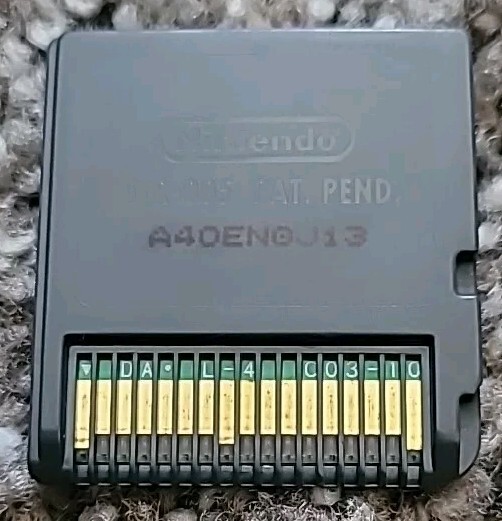 Nintendo
PAT. PEND.
A40EN0J13
▼ DA• L-4 C03-10